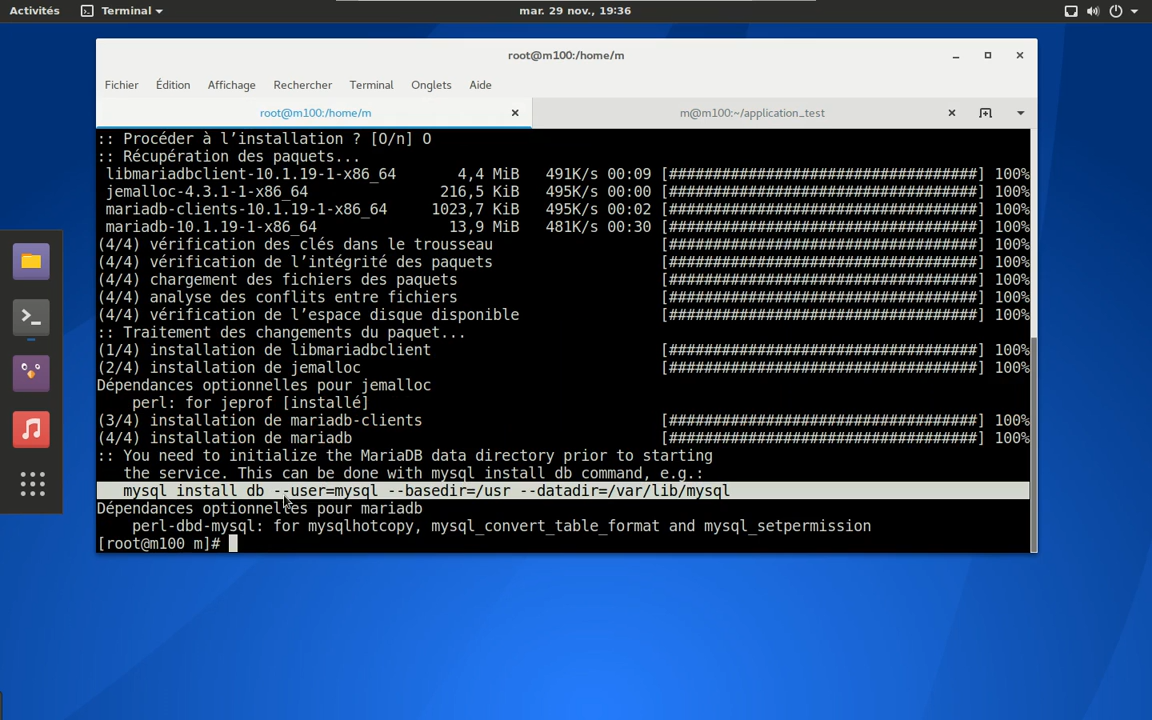 Activités Terminal mar. 29 nov., 19:36
root@m100:/home/m
Fichier Édition Affichage Rechercher Terminal Onglets Aide
root@m100:/home/m m@m100:~/application_test
:: Procéder à l’installation ? [O/n] O
:: Récupération des paquets...
libmariadbclient-10.1.19-1-x86_64 4,4 MiB 491K/s 00:09 [###################################] 100%
jemalloc-4.3.1-1-x86_64 216,5 KiB 495K/s 00:00 [###################################] 100%
mariadb-clients-10.1.19-1-x86_64 1023,7 KiB 495K/s 00:02 [###################################] 100%
mariadb-10.1.19-1-x86_64 13,9 MiB 481K/s 00:30 [###################################] 100%
(4/4) vérification des clés dans le trousseau [###################################] 100%
(4/4) vérification de l’intégrité des paquets [###################################] 100%
(4/4) chargement des fichiers des paquets [###################################] 100%
(4/4) analyse des conflits entre fichiers [###################################] 100%
(4/4) vérification de l’espace disque disponible [###################################] 100%
:: Traitement des changements du paquet...
(1/4) installation de libmariadbclient [###################################] 100%
(2/4) installation de jemalloc [###################################] 100%
Dépendances optionnelles pour jemalloc
perl: for jeprof [installé]
(3/4) installation de mariadb-clients [###################################] 100%
(4/4) installation de mariadb [###################################] 100%
:: You need to initialize the MariaDB data directory prior to starting
the service. This can be done with mysql_install_db command, e.g.:
mysql_install_db --user=mysql --basedir=/usr --datadir=/var/lib/mysql
Dépendances optionnelles pour mariadb
perl-dbd-mysql: for mysqlhotcopy, mysql_convert_table_format and mysql_setpermission
[root@m100 m]#